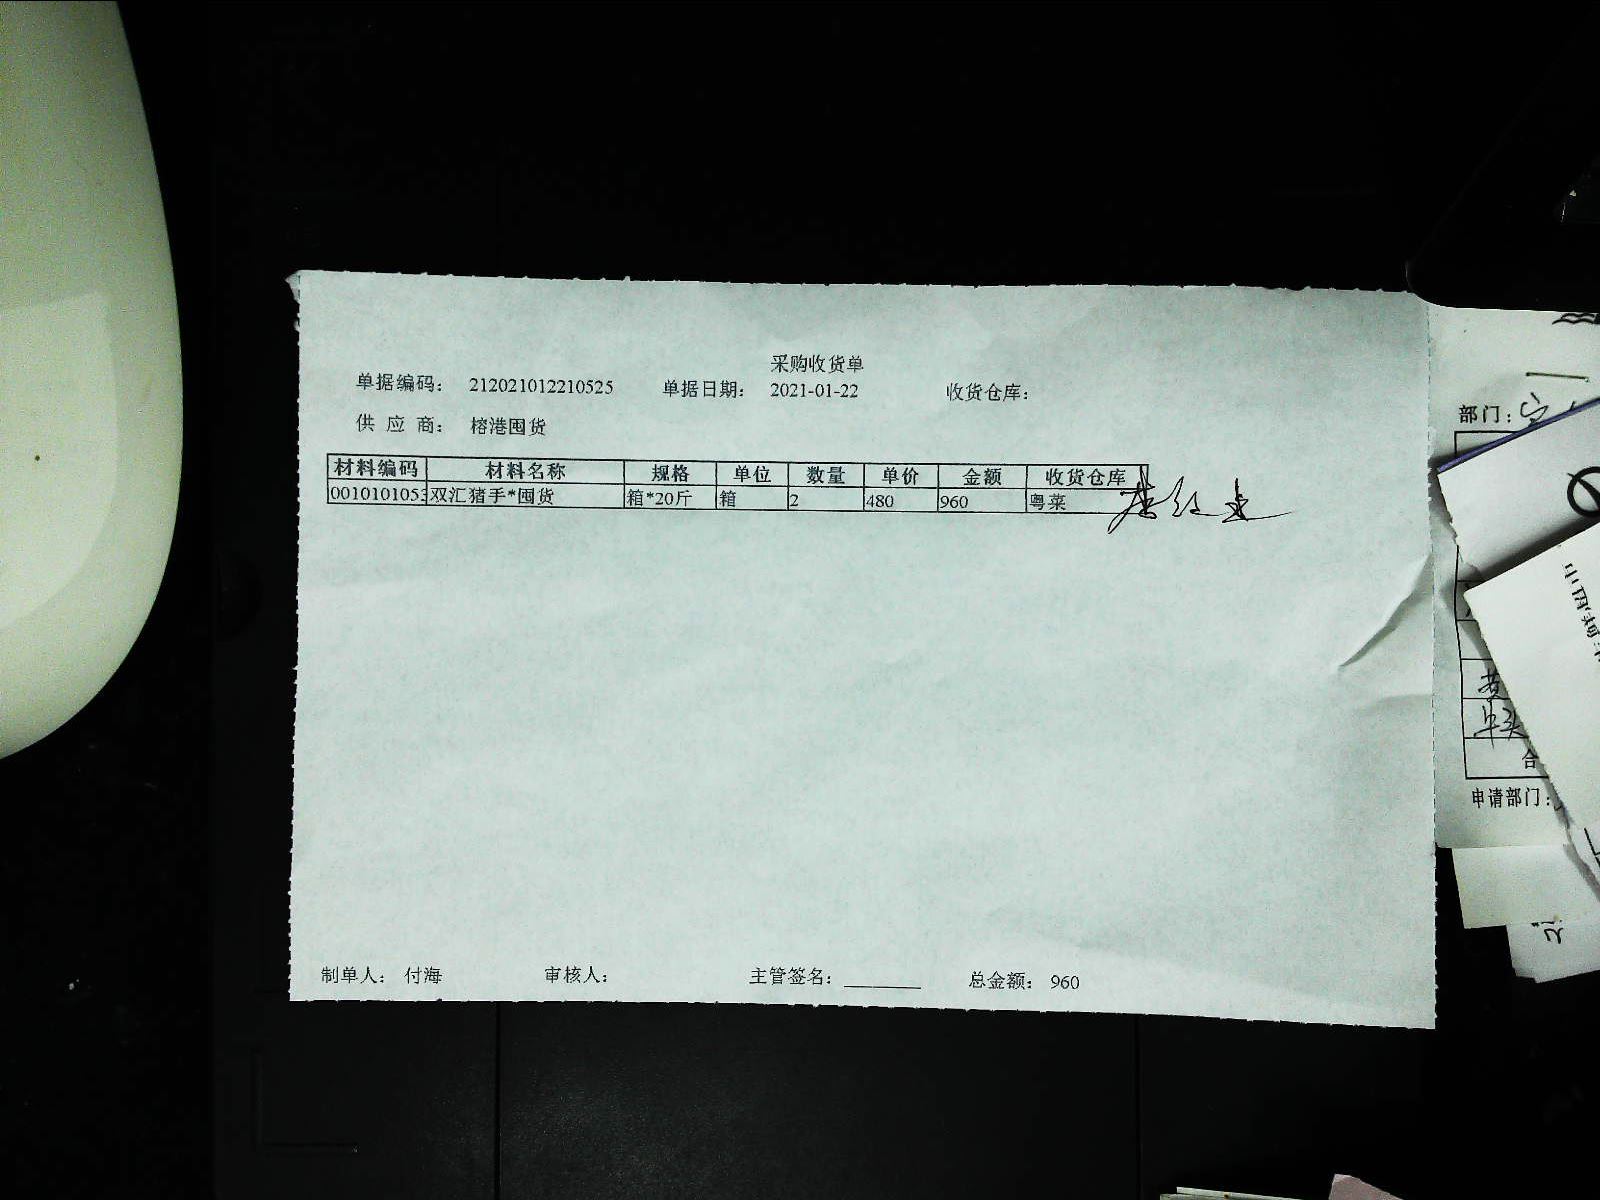 采购收货单
单据编码： 212021012210525 单据日期： 2021-01-22 收货仓库：
供 应 商： 榕港囤货
材料编码 材料名称 规格 单位 数量 单价 金额 收货仓库
0010101053 双汇猪手*囤货 箱*20斤 箱 2 480 960 粤菜
制单人： 付海 审核人： 主管签名： 总金额： 960
部门：
合
申请部门：